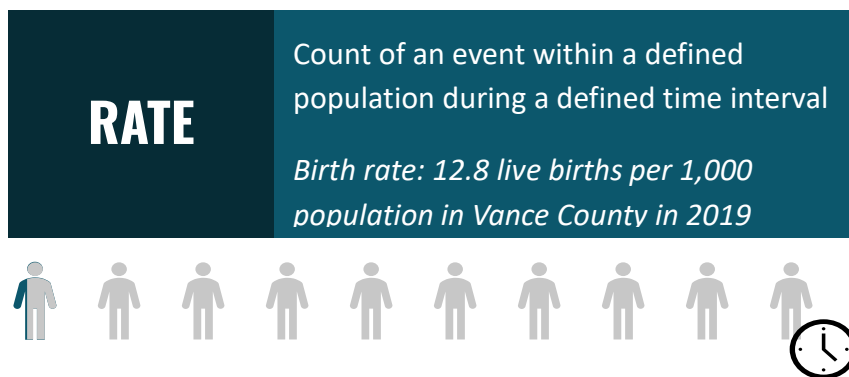 RATE
Count of an event within a defined
population during a defined time interval
Birth rate: 12.8 live births per 1,000
population in Vance County in 2019